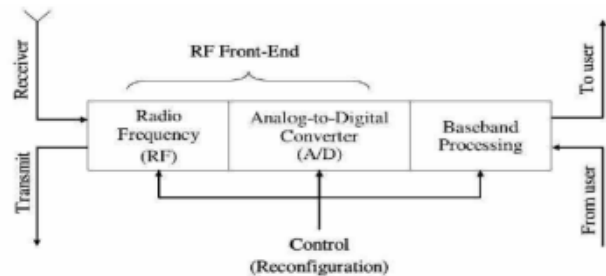 RF Front-End
Receiver
To user
Radio
Frequency
(RF)
Analog-to-Digital
Converter
(A/D)
Baseband
Processing
Transmit
From user
Control
(Reconfiguration)